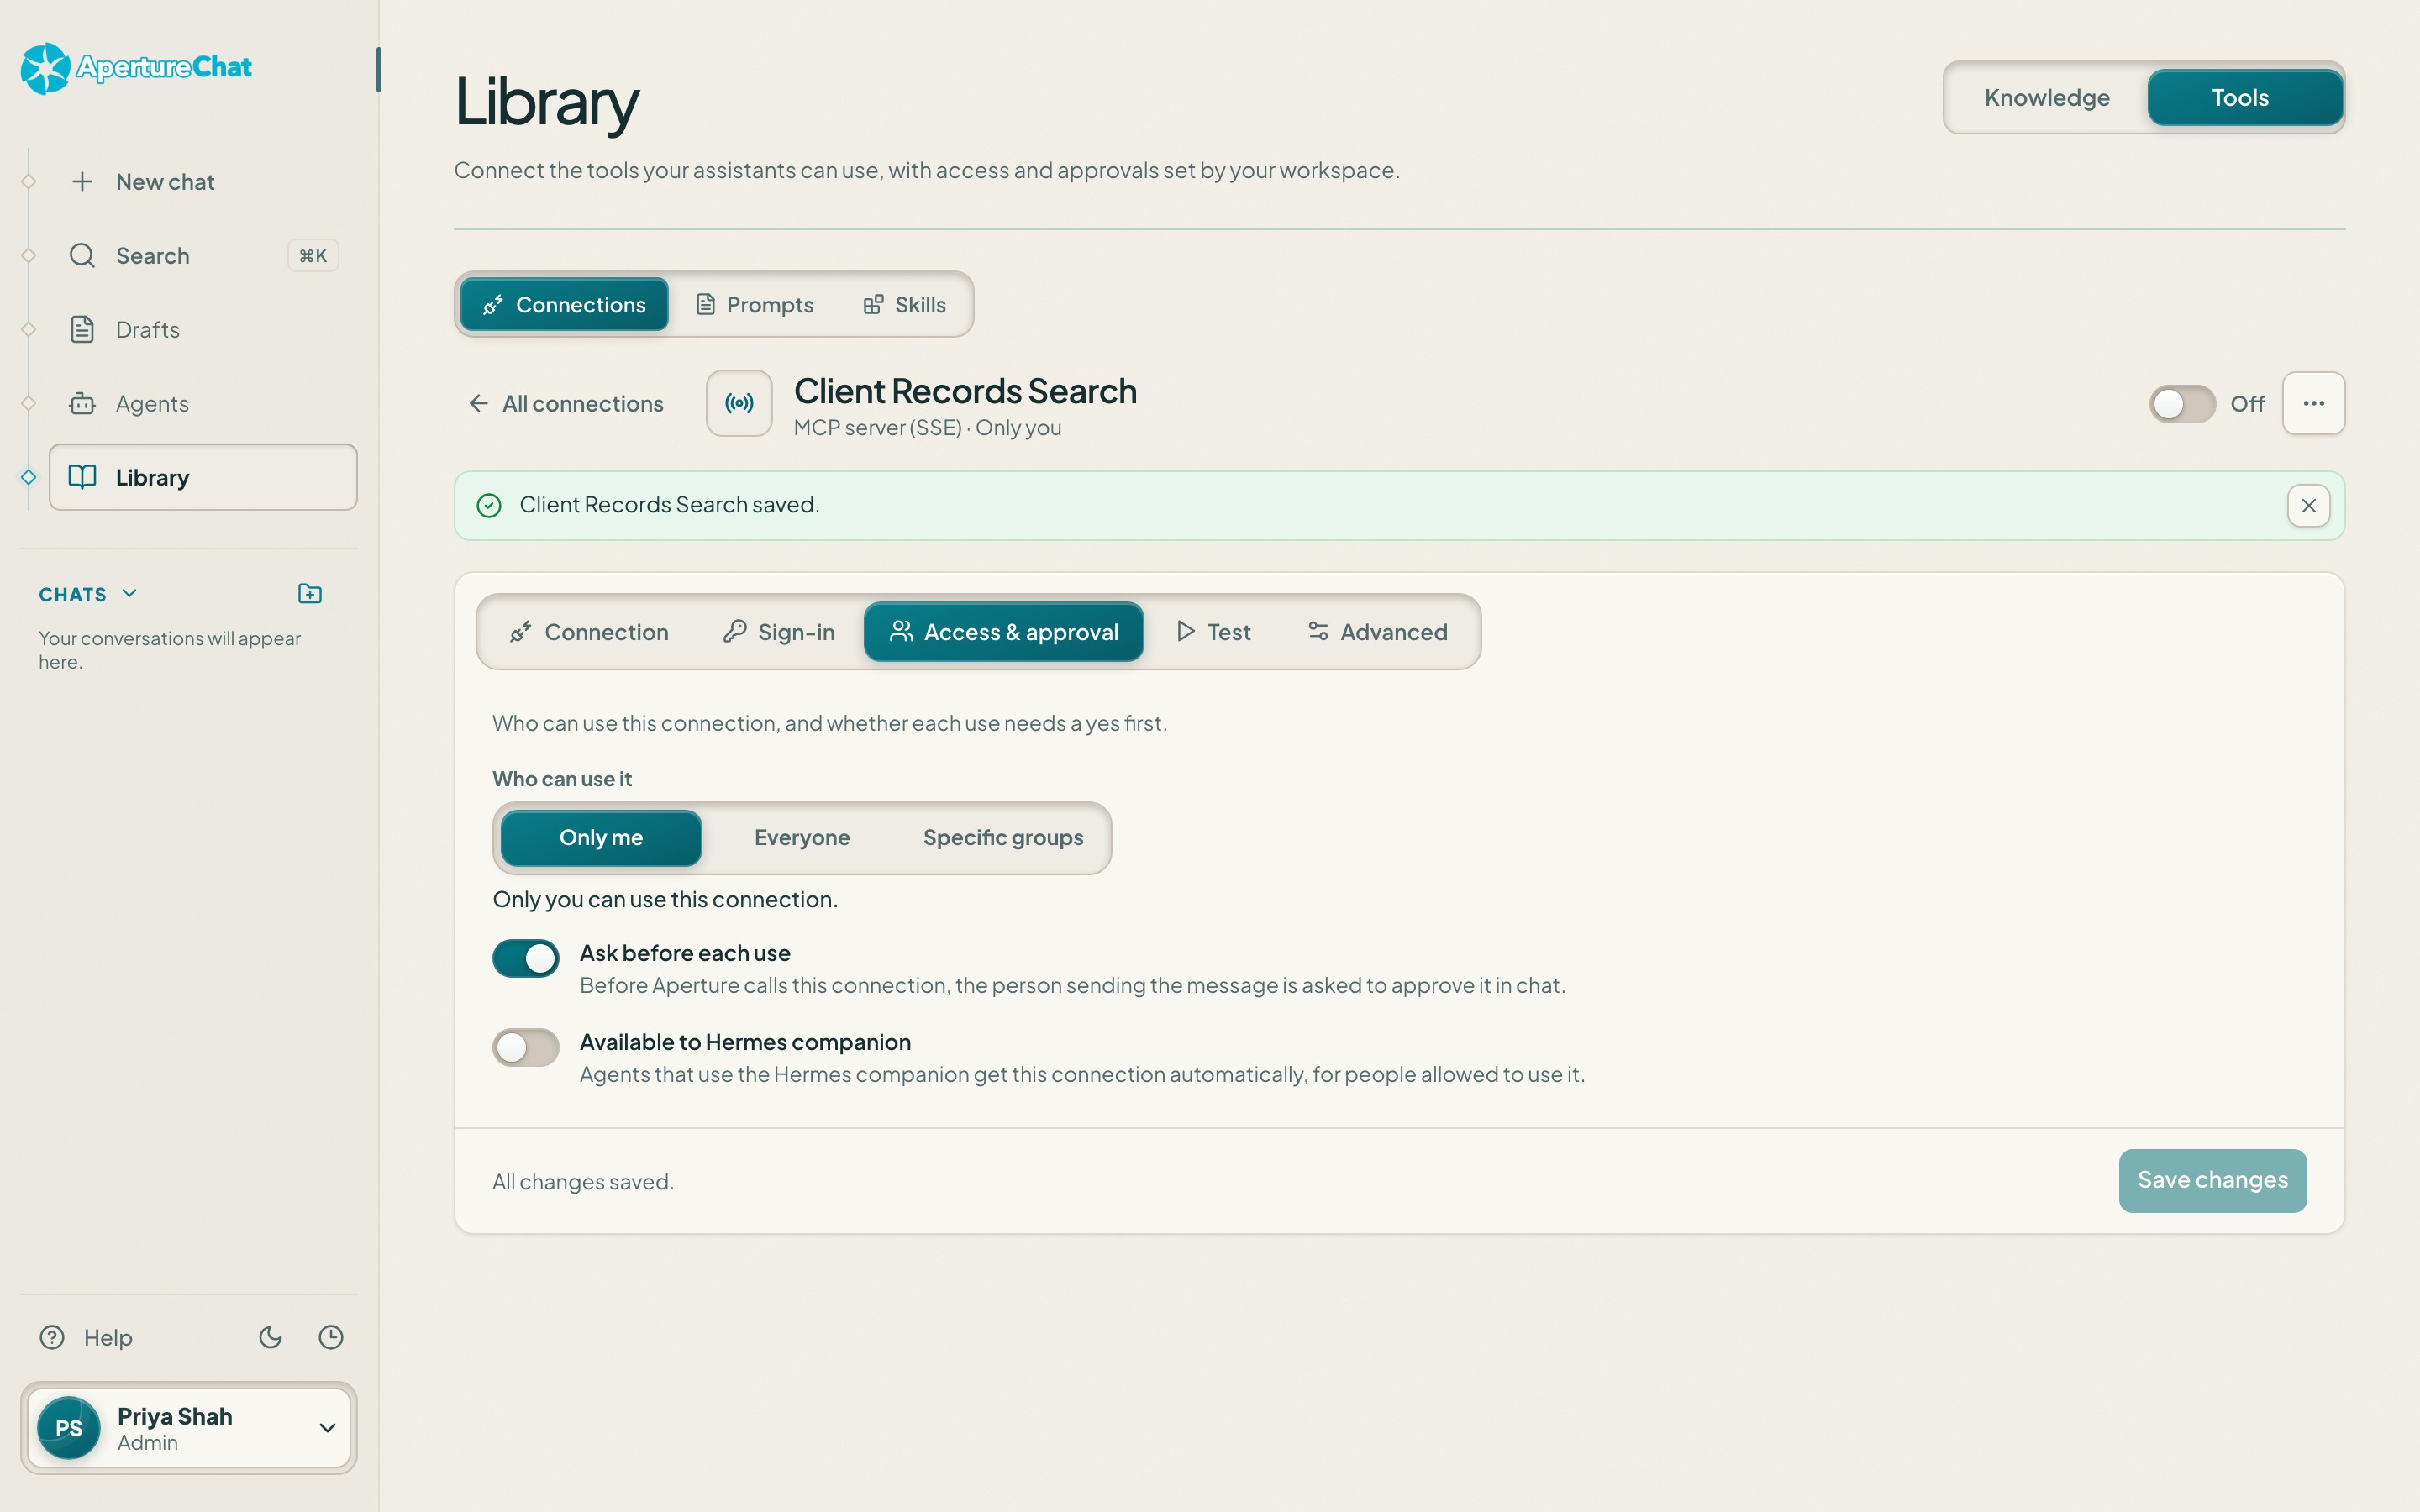 ApertureChat
New chat
Search ⌘K
Drafts
Agents
Library
CHATS
Your conversations will appear
here.
Help
PS
Priya Shah
Admin
Library
Knowledge
Tools
Connect the tools your assistants can use, with access and approvals set by your workspace.
Connections
Prompts
Skills
All connections
Client Records Search
MCP server (SSE) · Only you
Off
Client Records Search saved.
Connection
Sign-in
Access & approval
Test
Advanced
Who can use this connection, and whether each use needs a yes first.
Who can use it
Only me
Everyone
Specific groups
Only you can use this connection.
Ask before each use
Before Aperture calls this connection, the person sending the message is asked to approve it in chat.
Available to Hermes companion
Agents that use the Hermes companion get this connection automatically, for people allowed to use it.
All changes saved.
Save changes